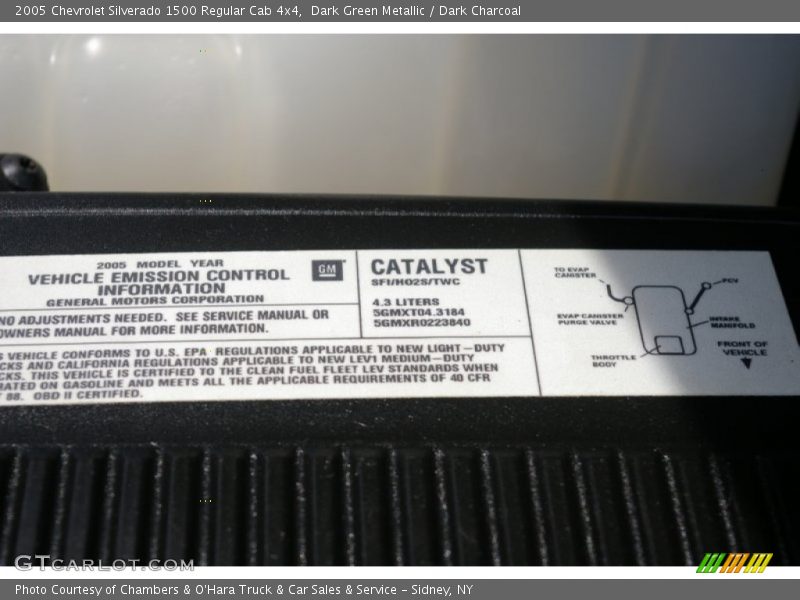 2005 Chevrolet Silverado 1500 Regular Cab 4x4, Dark Green Metallic / Dark Charcoal
2005 MODEL YEAR
VEHICLE EMISSION CONTROL
INFORMATION
GENERAL MOTORS CORPORATION
GM
NO ADJUSTMENTS NEEDED. SEE SERVICE MANUAL OR
OWNERS MANUAL FOR MORE INFORMATION.
CATALYST
SFI/HO2S/TWC
4.3 LITERS
5GMXT04.3184
5GMXR0223840
VEHICLE CONFORMS TO U.S. EPA REGULATIONS APPLICABLE TO NEW LIGHT-DUTY
CKS AND CALIFORNIA REGULATIONS APPLICABLE TO NEW LEV1 MEDIUM-DUTY
CKS. THIS VEHICLE IS CERTIFIED TO THE CLEAN FUEL FLEET LEV STANDARDS WHEN
RATED ON GASOLINE AND MEETS ALL THE APPLICABLE REQUIREMENTS OF 40 CFR
88. OBD II CERTIFIED.
TO EVAP
CANISTER
PCV
EVAP CANISTER
PURGE VALVE
INTAKE
MANIFOLD
THROTTLE
BODY
FRONT OF
VEHICLE
GTcarlot.com
Photo Courtesy of Chambers & O'Hara Truck & Car Sales & Service - Sidney, NY